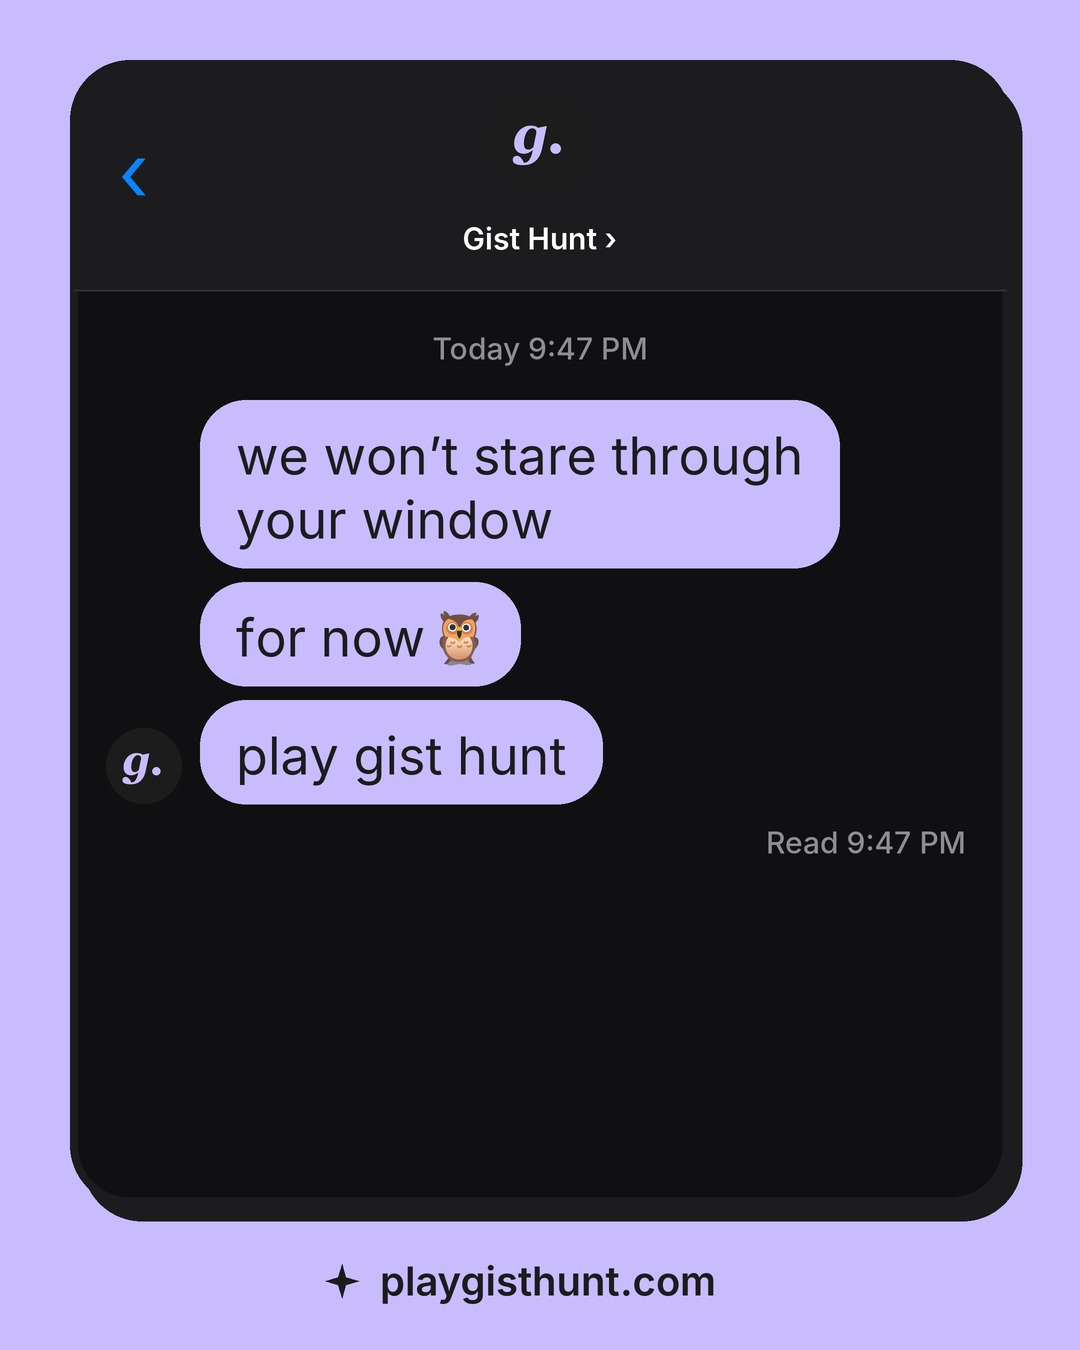 g.
Gist Hunt ›
Today 9:47 PM
we won’t stare through
your window
for now🦉
play gist hunt
g.
Read 9:47 PM
playgisthunt.com